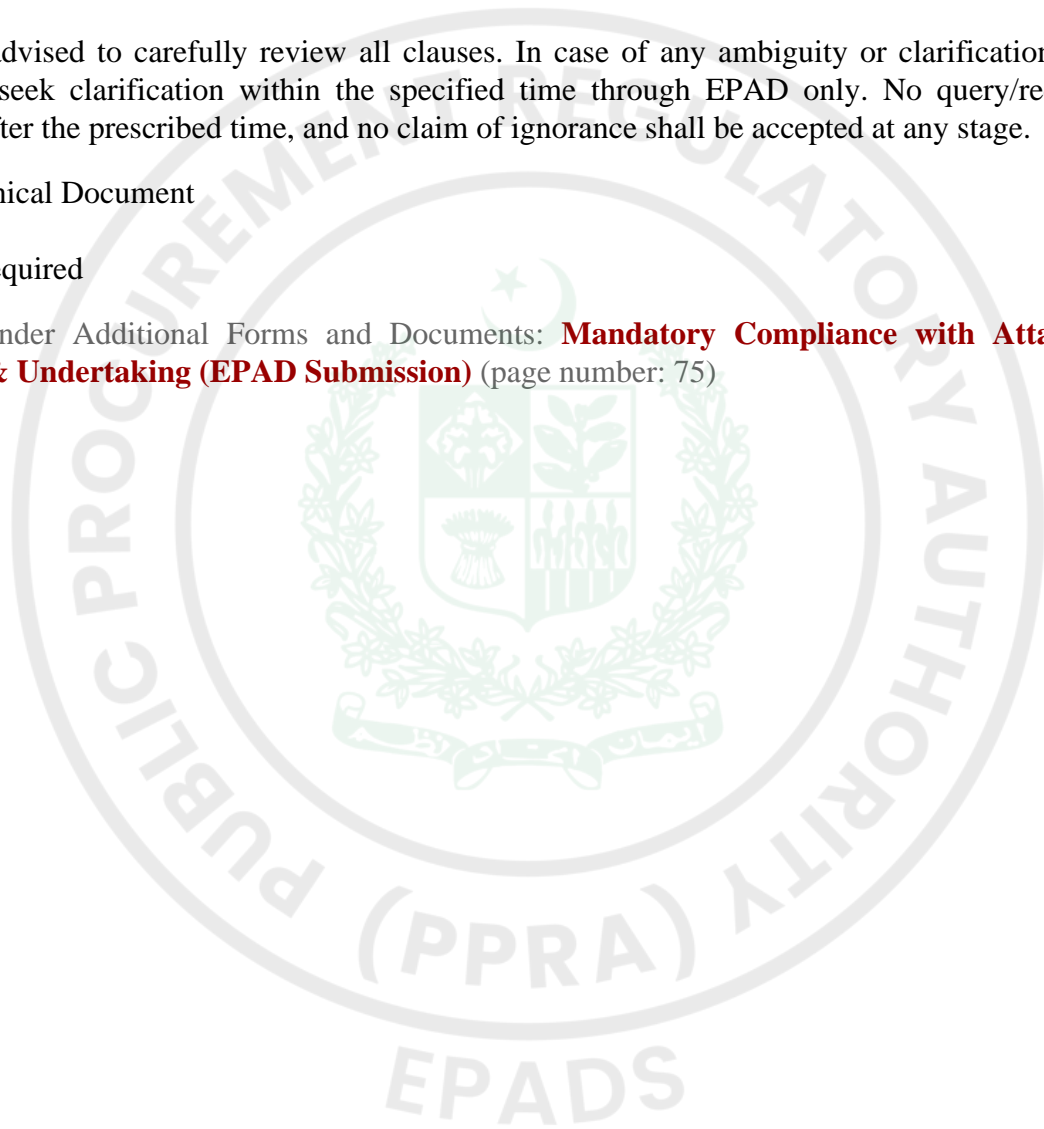 dvised to carefully review all clauses. In case of any ambiguity or clarification
seek clarification within the specified time through EPAD only. No query/re
fter the prescribed time, and no claim of ignorance shall be accepted at any stage.
nical Document
equired
nder Additional Forms and Documents: Mandatory Compliance with Atta
& Undertaking (EPAD Submission) (page number: 75)
PUBLIC PROCUREMENT REGULATORY AUTHORITY
(PPRA)
EPADS